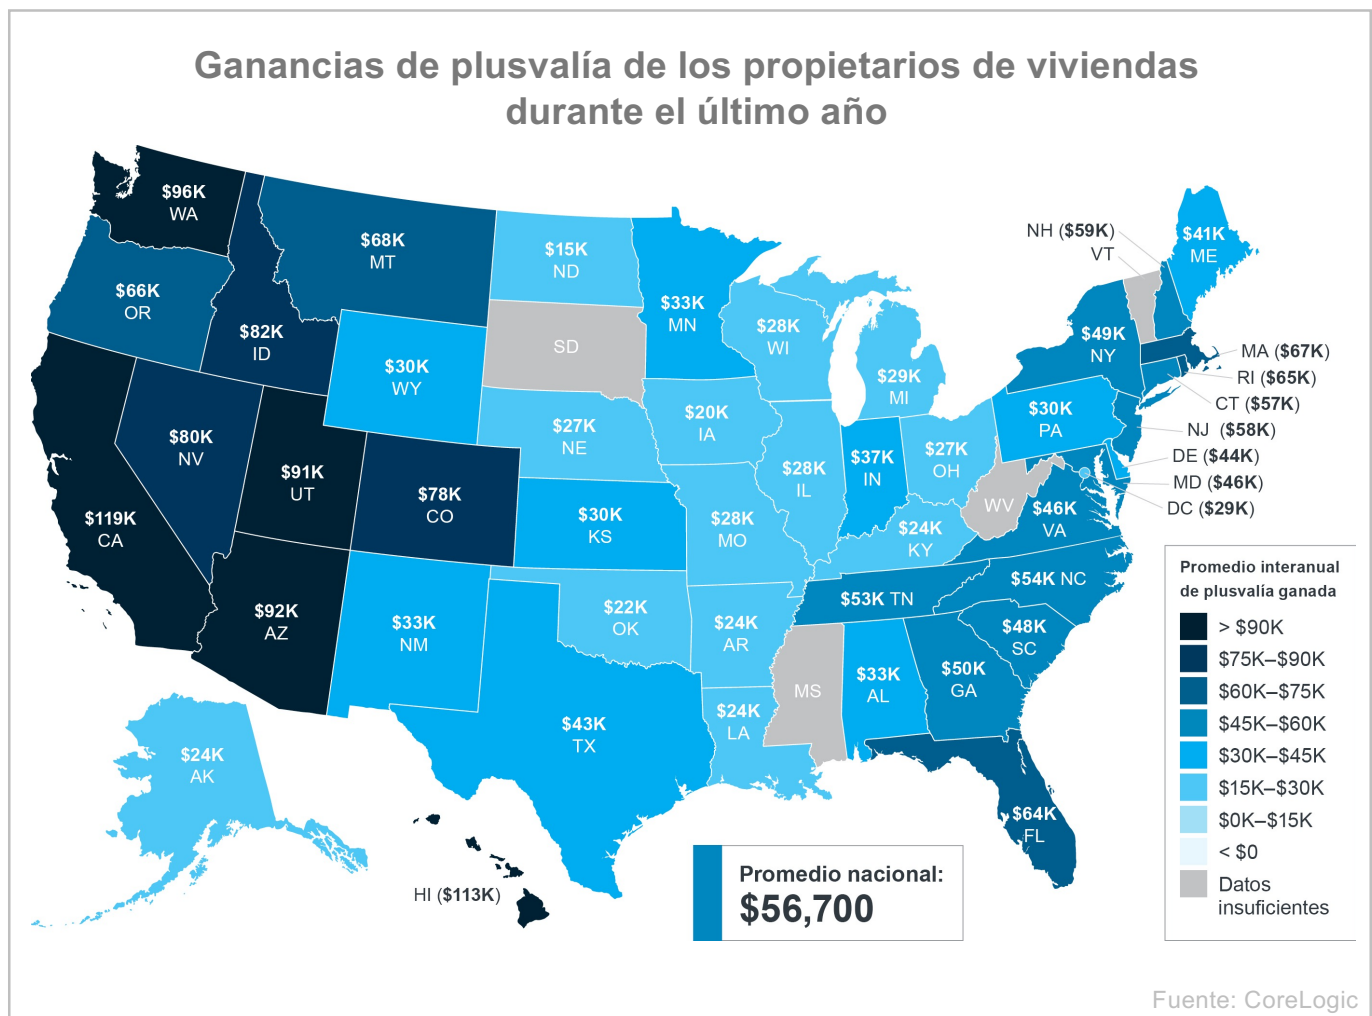 Ganancias de plusvalía de los propietarios de viviendas
durante el último año
$96K
WA
$66K
OR
$68K
MT
$82K
ID
$15K
ND
SD
$33K
MN
$28K
WI
$29K
MI
$30K
WY
$27K
NE
$20K
IA
$119K
CA
$80K
NV
$91K
UT
$78K
CO
$30K
KS
$28K
MO
$28K
IL
$37K
IN
$27K
OH
$24K
KY
WV
$46K
VA
$92K
AZ
$33K
NM
$43K
TX
$22K
OK
$24K
AR
$24K
LA
MS
$33K
AL
$50K
GA
$48K
SC
$54K NC
$53K TN
$64K
FL
$24K
AK
HI ($113K)
$30K
PA
$49K
NY
$41K
ME
NH ($59K)
VT
MA ($67K)
RI ($65K)
CT ($57K)
NJ ($58K)
DE ($44K)
MD ($46K)
DC ($29K)
Promedio interanual
de plusvalía ganada
> $90K
$75K–$90K
$60K–$75K
$45K–$60K
$30K–$45K
$15K–$30K
$0K–$15K
< $0
Datos
insuficientes
Promedio nacional:
$56,700
Fuente: CoreLogic